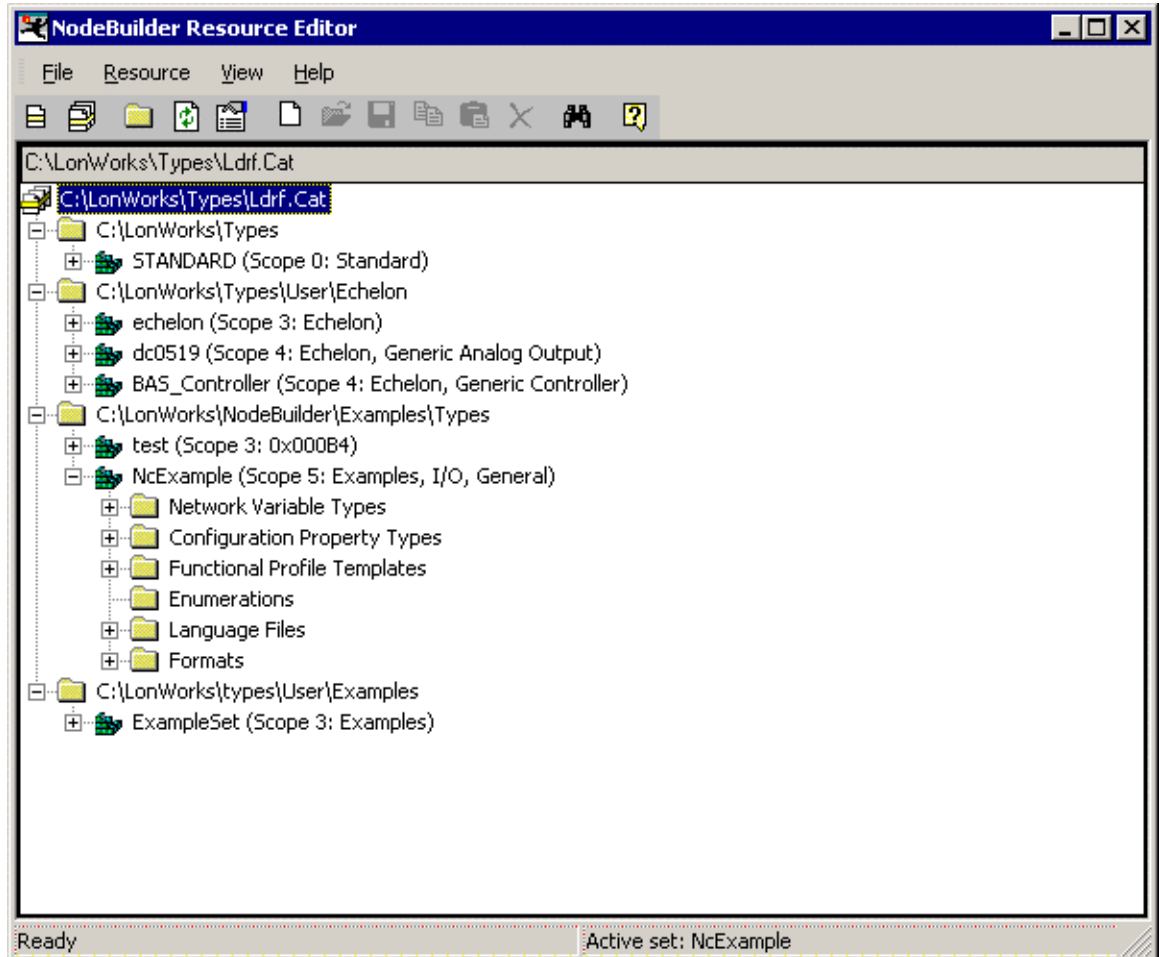 NodeBuilder Resource Editor
File Resource View Help
C:\LonWorks\Types\Ldrf.Cat
C:\LonWorks\Types\Ldrf.Cat
C:\LonWorks\Types
STANDARD (Scope 0: Standard)
C:\LonWorks\Types\User\Echelon
echelon (Scope 3: Echelon)
dc0519 (Scope 4: Echelon, Generic Analog Output)
BAS_Controller (Scope 4: Echelon, Generic Controller)
C:\LonWorks\NodeBuilder\Examples\Types
test (Scope 3: 0x000B4)
NcExample (Scope 5: Examples, I/O, General)
Network Variable Types
Configuration Property Types
Functional Profile Templates
Enumerations
Language Files
Formats
C:\LonWorks\types\User\Examples
ExampleSet (Scope 3: Examples)
Ready Active set: NcExample